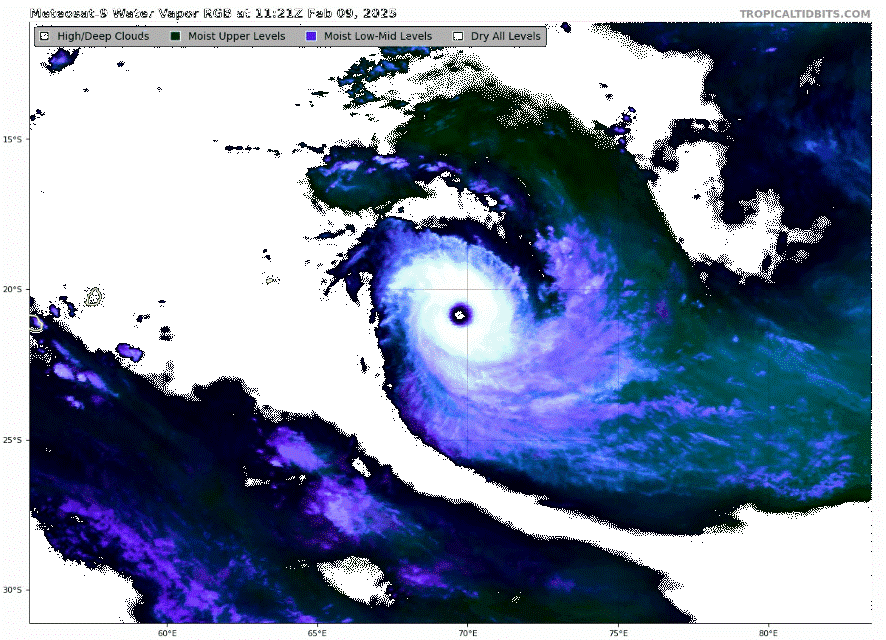 Meteosat-9 Water Vapor RGB at 11:21Z Feb 09, 2025
TROPICALTIDBITS.COM
High/Deep Clouds Moist Upper Levels Moist Low-Mid Levels Dry All Levels
15°S
20°S
25°S
30°S
60°E 65°E 70°E 75°E 80°E